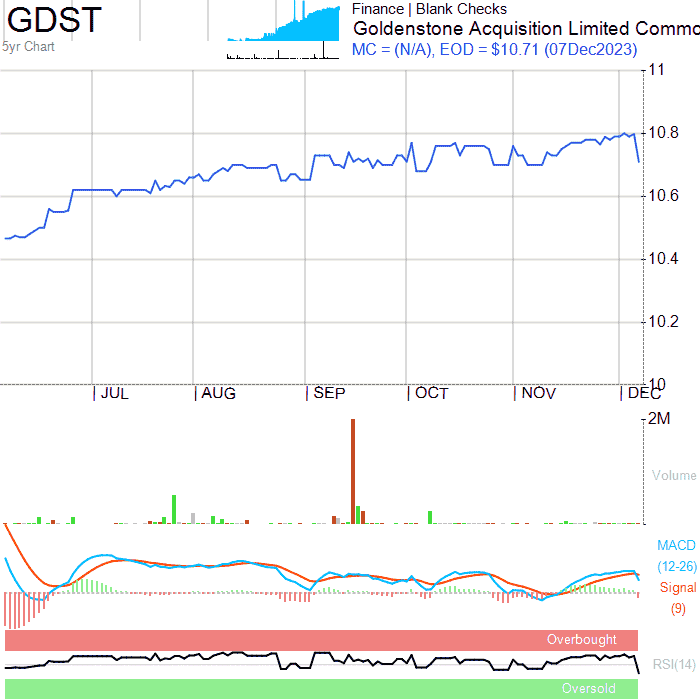 GDST
5yr Chart
Finance | Blank Checks
Goldenstone Acquisition Limited Commo
MC = (N/A), EOD = $10.71 (07Dec2023)
11
10.8
10.6
10.4
10.2
10
JUL AUG SEP OCT NOV DEC
2M
Volume
MACD
(12-26)
Signal
(9)
Overbought
RSI(14)
Oversold